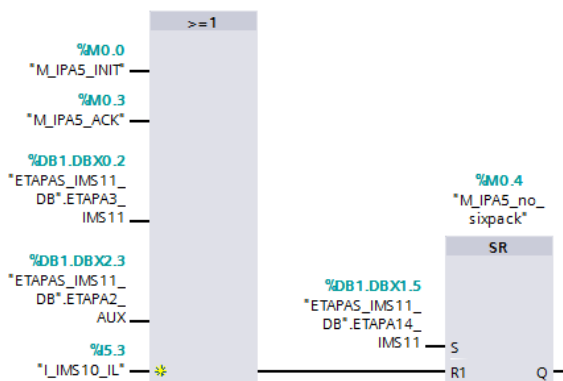 >=1
%M0.0
"M_IPA5_INIT"
%M0.3
"M_IPA5_ACK"
%DB1.DBX0.2
"ETAPAS_IMS11_
DB".ETAPA3_
IMS11
%DB1.DBX2.3
"ETAPAS_IMS11_
DB".ETAPA2_
AUX
%I5.3
"I_IMS10_IL"
%M0.4
"M_IPA5_no_
sixpack"
SR
%DB1.DBX1.5
"ETAPAS_IMS11_
DB".ETAPA14_
IMS11
S
R1
Q